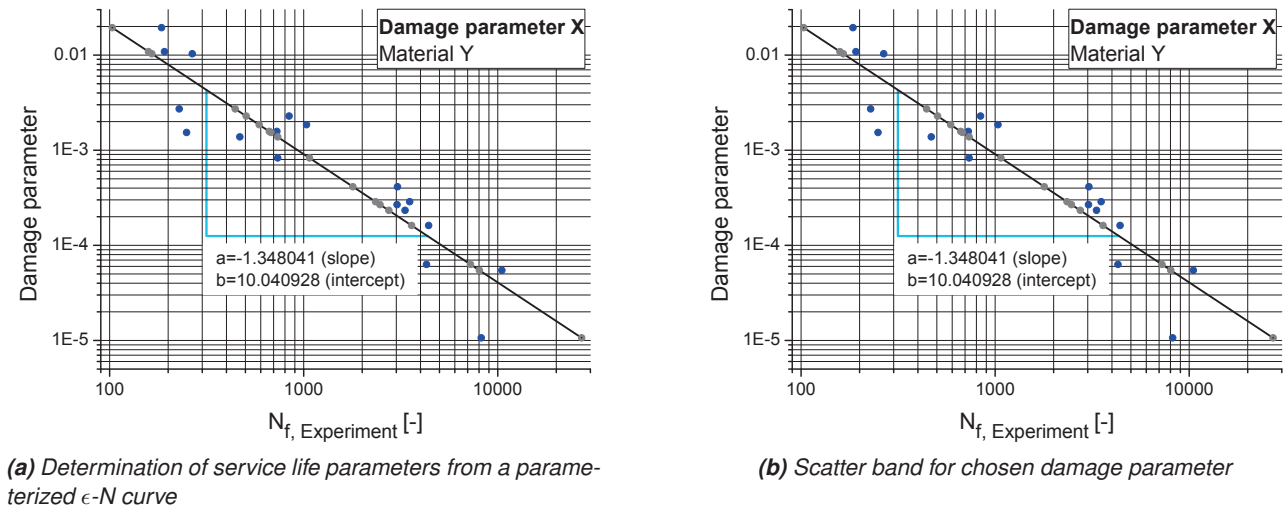 Damage parameter X
Material Y
0.01
1E-3
1E-4
1E-5
Damage parameter
a=-1.348041 (slope)
b=10.040928 (intercept)
100
1000
10000
N_f, Experiment [-]
(a) Determination of service life parameters from a parame-
terized ϵ-N curve
Damage parameter X
Material Y
0.01
1E-3
1E-4
1E-5
Damage parameter
a=-1.348041 (slope)
b=10.040928 (intercept)
100
1000
10000
N_f, Experiment [-]
(b) Scatter band for chosen damage parameter